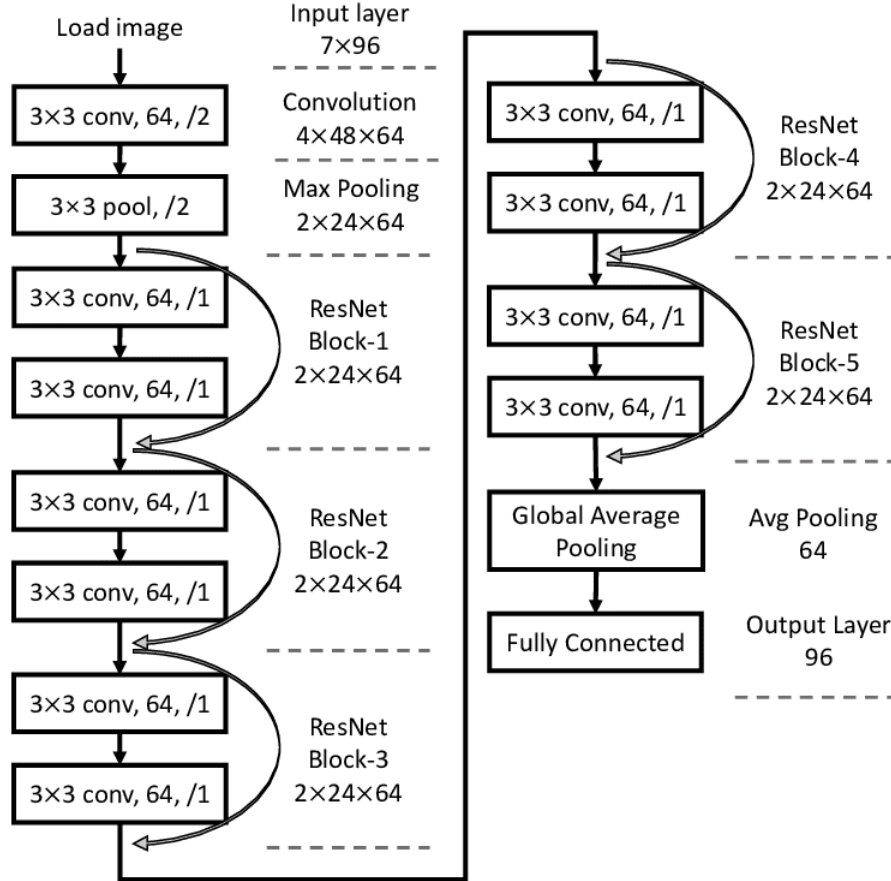 Load image
Input layer
7×96
3×3 conv, 64, /2
Convolution
4×48×64
3×3 pool, /2
Max Pooling
2×24×64
3×3 conv, 64, /1
3×3 conv, 64, /1
ResNet
Block-1
2×24×64
3×3 conv, 64, /1
3×3 conv, 64, /1
ResNet
Block-2
2×24×64
3×3 conv, 64, /1
3×3 conv, 64, /1
ResNet
Block-3
2×24×64
3×3 conv, 64, /1
3×3 conv, 64, /1
ResNet
Block-4
2×24×64
3×3 conv, 64, /1
3×3 conv, 64, /1
ResNet
Block-5
2×24×64
Global Average
Pooling
Avg Pooling
64
Fully Connected
Output Layer
96